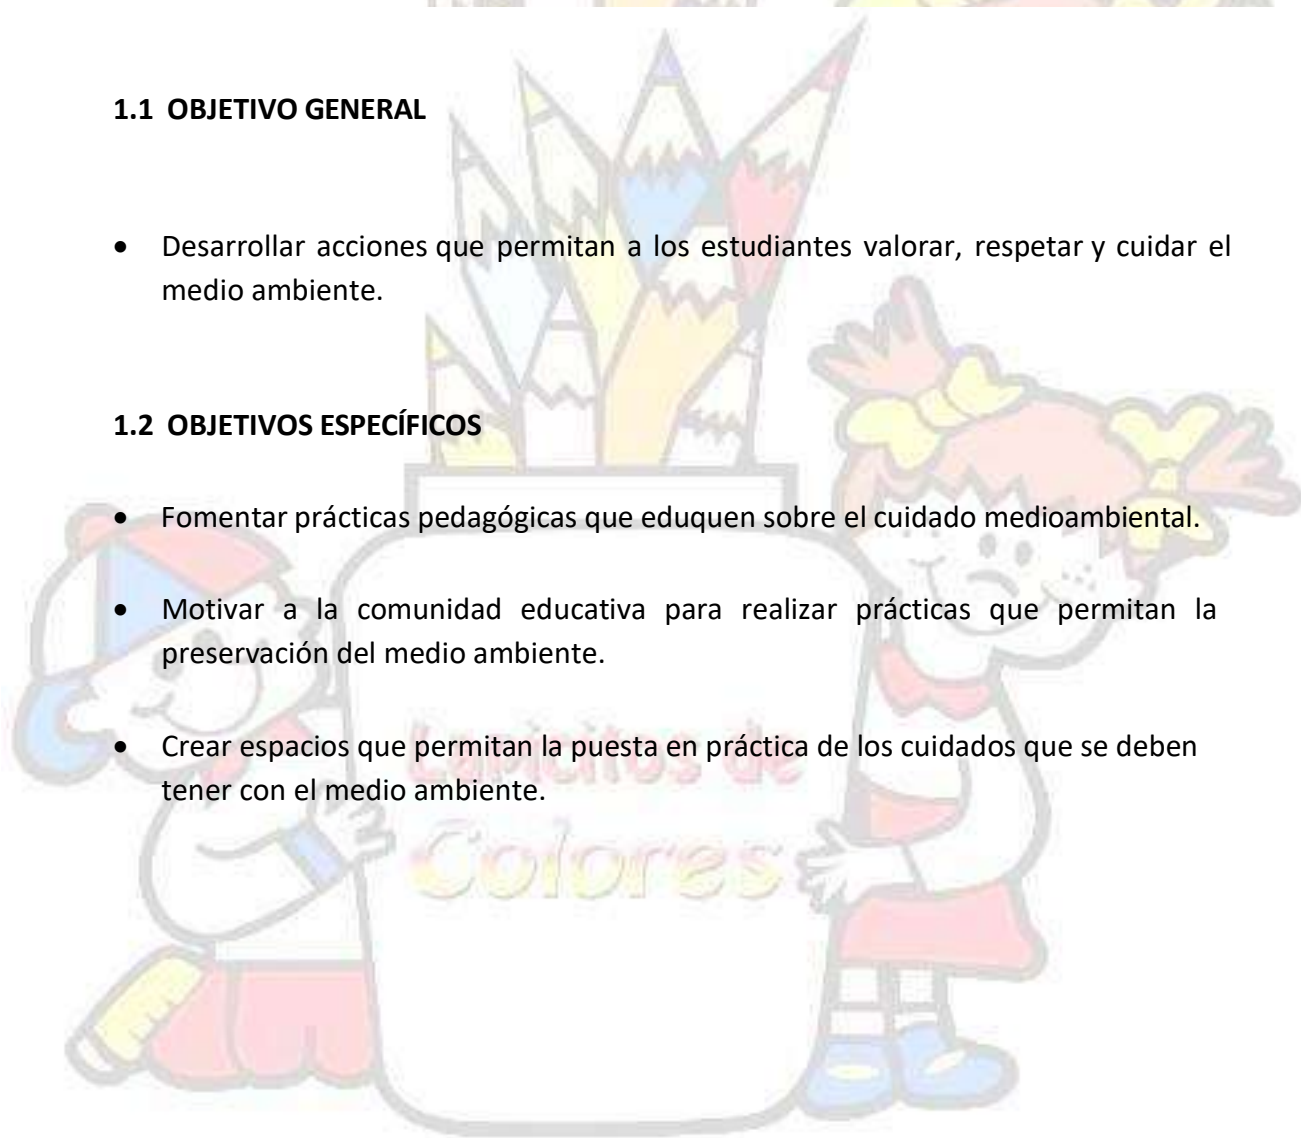 1.1 OBJETIVO GENERAL
• Desarrollar acciones que permitan a los estudiantes valorar, respetar y cuidar el
medio ambiente.
1.2 OBJETIVOS ESPECÍFICOS
• Fomentar prácticas pedagógicas que eduquen sobre el cuidado medioambiental.
• Motivar a la comunidad educativa para realizar prácticas que permitan la
preservación del medio ambiente.
• Crear espacios que permitan la puesta en práctica de los cuidados que se deben
tener con el medio ambiente.
Lapicitos de
Colores